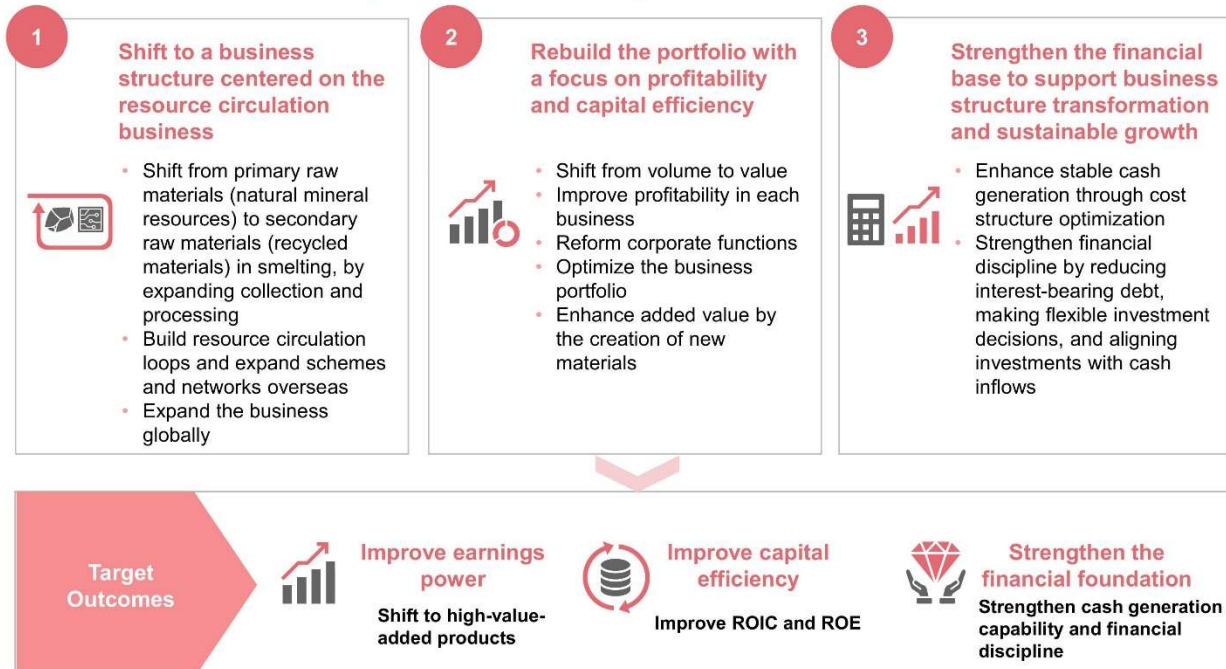 1
Shift to a business
structure centered on the
resource circulation
business
• Shift from primary raw
materials (natural mineral
resources) to secondary
raw materials (recycled
materials) in smelting, by
expanding collection and
processing
• Build resource circulation
loops and expand schemes
and networks overseas
• Expand the business
globally
2
Rebuild the portfolio with
a focus on profitability
and capital efficiency
• Shift from volume to value
• Improve profitability in each
business
• Reform corporate functions
• Optimize the business
portfolio
• Enhance added value by
the creation of new
materials
3
Strengthen the financial
base to support business
structure transformation
and sustainable growth
• Enhance stable cash
generation through cost
structure optimization
• Strengthen financial
discipline by reducing
interest-bearing debt,
making flexible investment
decisions, and aligning
investments with cash
inflows
Target
Outcomes
Improve earnings
power
Shift to high-value-
added products
Improve capital
efficiency
Improve ROIC and ROE
Strengthen the
financial foundation
Strengthen cash generation
capability and financial
discipline